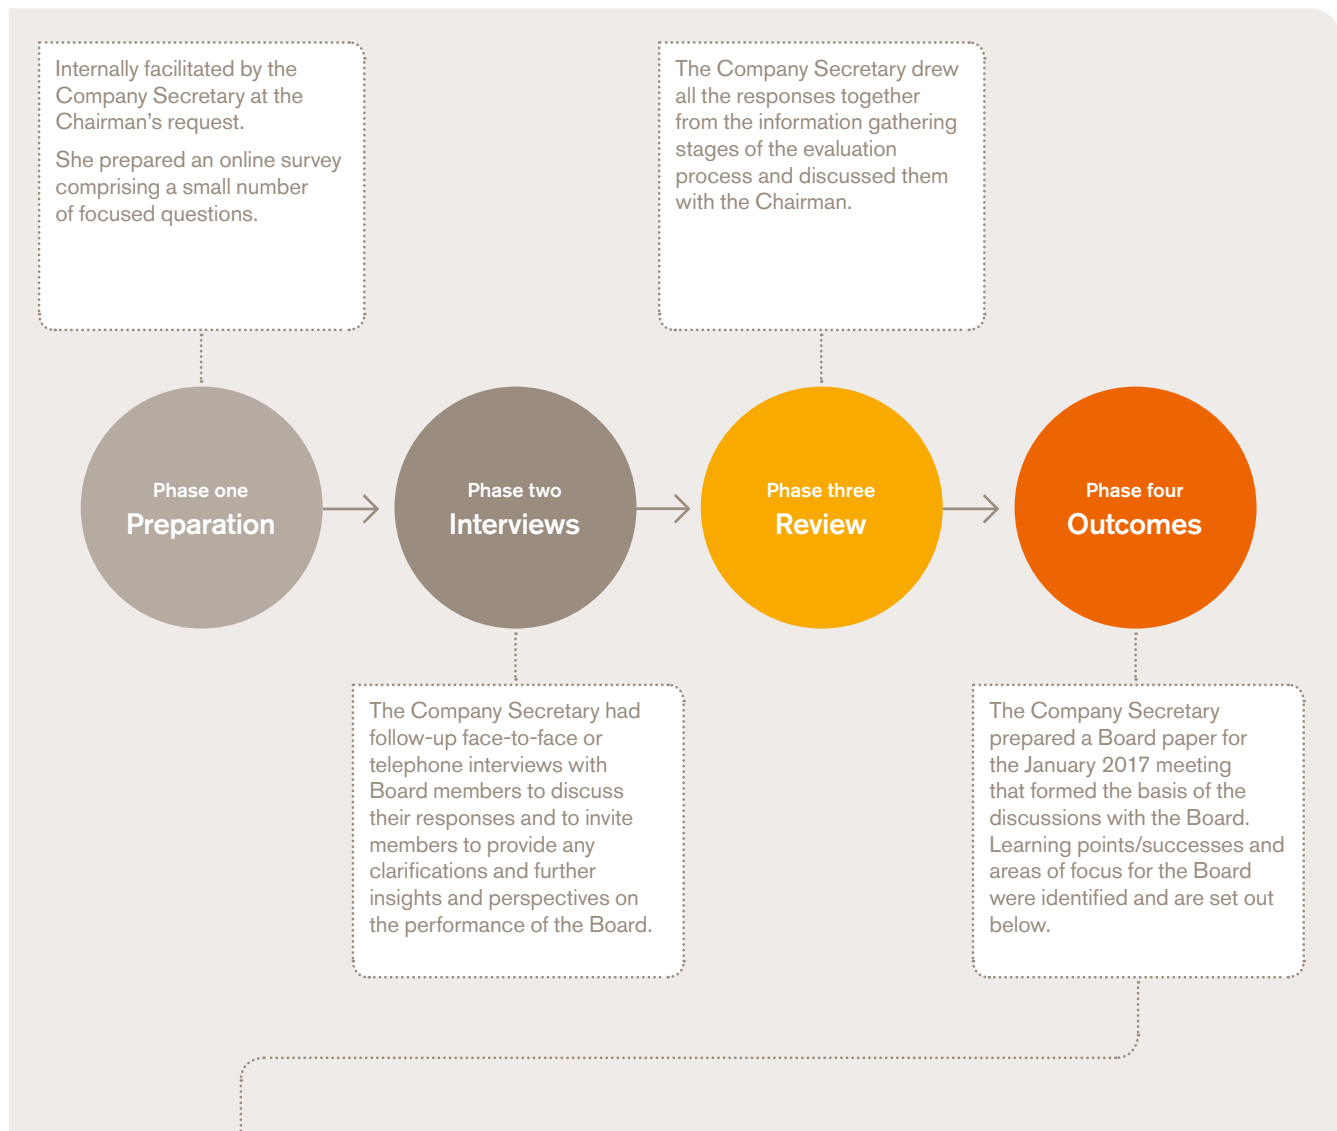 Internally facilitated by the
Company Secretary at the
Chairman's request.
She prepared an online survey
comprising a small number
of focused questions.
The Company Secretary drew
all the responses together
from the information gathering
stages of the evaluation
process and discussed them
with the Chairman.
Phase one
Preparation
Phase two
Interviews
Phase three
Review
Phase four
Outcomes
The Company Secretary had
follow-up face-to-face or
telephone interviews with
Board members to discuss
their responses and to invite
members to provide any
clarifications and further
insights and perspectives on
the performance of the Board.
The Company Secretary
prepared a Board paper for
the January 2017 meeting
that formed the basis of the
discussions with the Board.
Learning points/successes and
areas of focus for the Board
were identified and are set out
below.